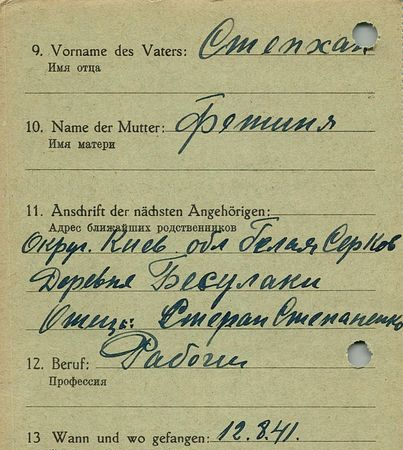 9. Vorname des Vaters: Степхан
Имя отца
10. Name der Mutter: Фетиния
Имя матери
11. Anschrift der nächsten Angehörigen:
Адрес ближайших родственников
Округ. Киев обл Белая Серков
Деревня Бесулаки
Отец: Стефан Степаненко
12. Beruf: Рабочи
Профессия
13 Wann und wo gefangen: 12.8.41.